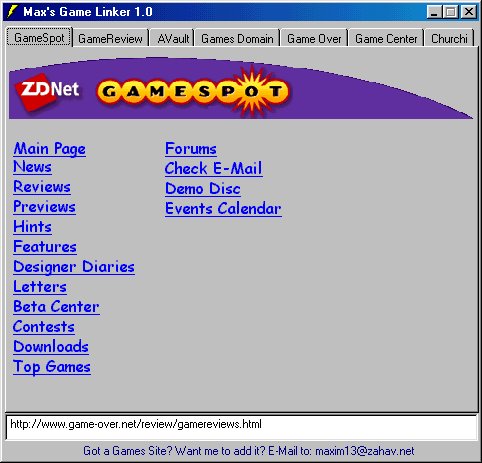 Max's Game Linker 1.0
GameSpot GameReview AVault Games Domain Game Over Game Center Churchi
ZDNet GAMESPOT
Main Page Forums
News Check E-Mail
Reviews Demo Disc
Previews Events Calendar
Hints
Features
Designer Diaries
Letters
Beta Center
Contests
Downloads
Top Games
http://www.game-over.net/review/gamereviews.html
Got a Games Site? Want me to add it? E-Mail to: maxim13@zahav.net